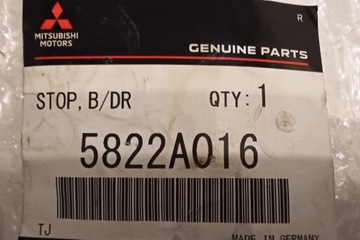 R
MITSUBISHI
MOTORS
GENUINE PARTS
STOP, B/DR QTY: 1
5822A016
TJ
MADE IN GERMANY